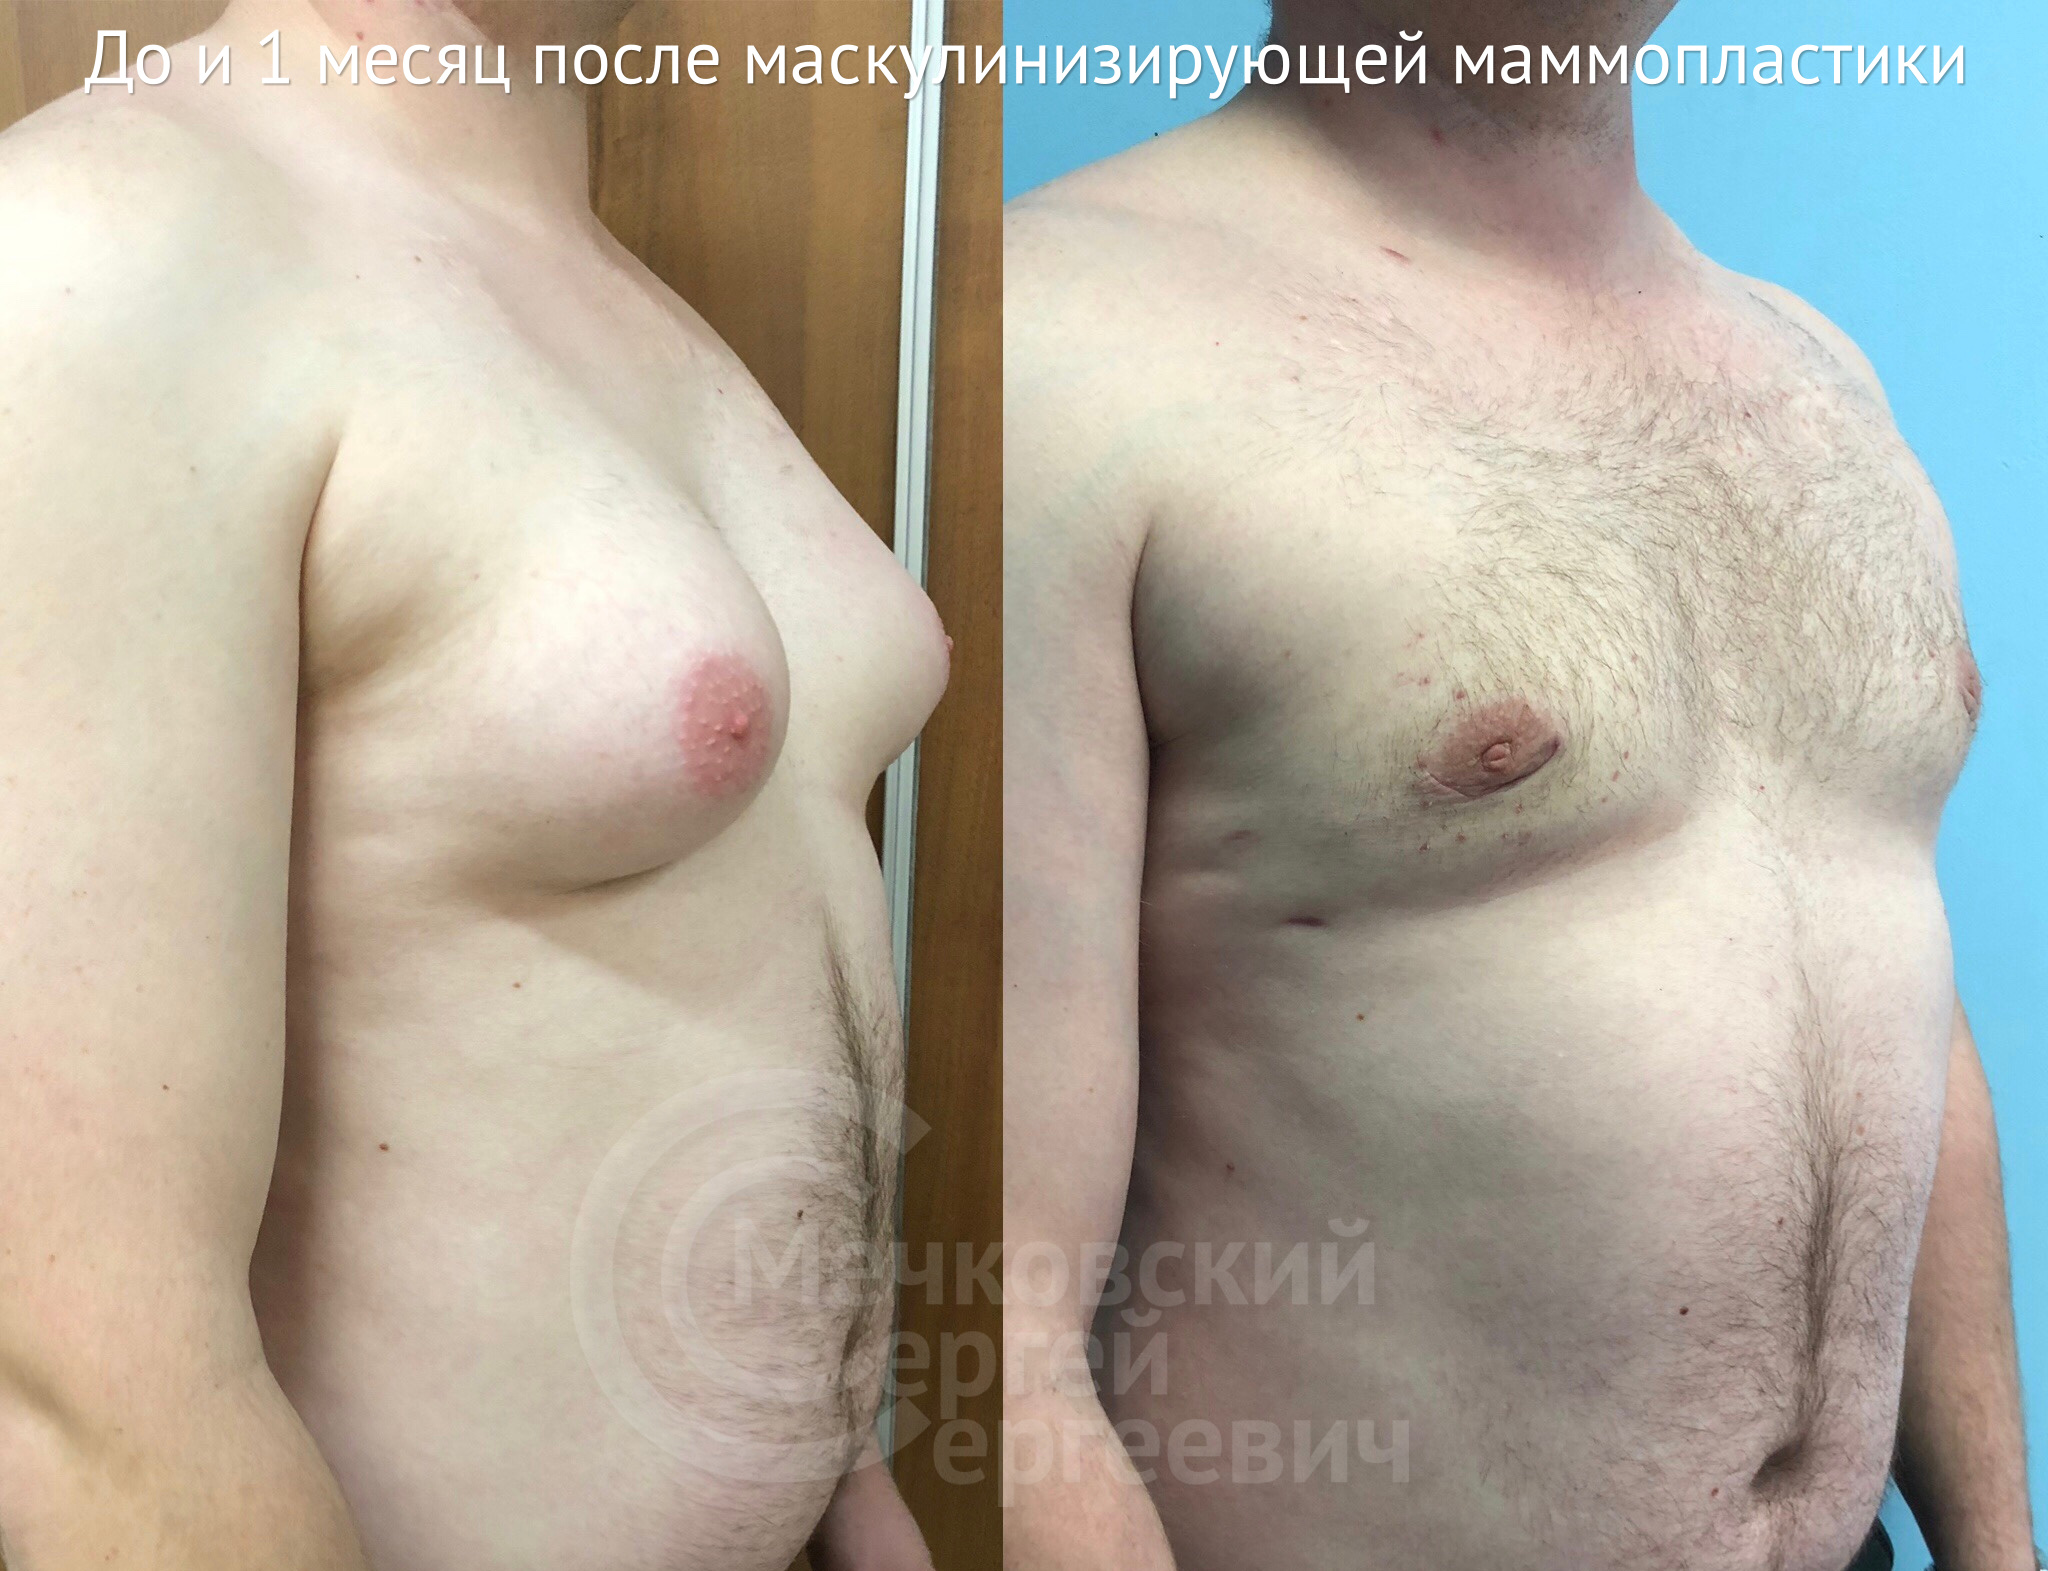 До и 1 месяц после маскулинизирующей маммопластики
Мечковский
Сергей
Сергеевич